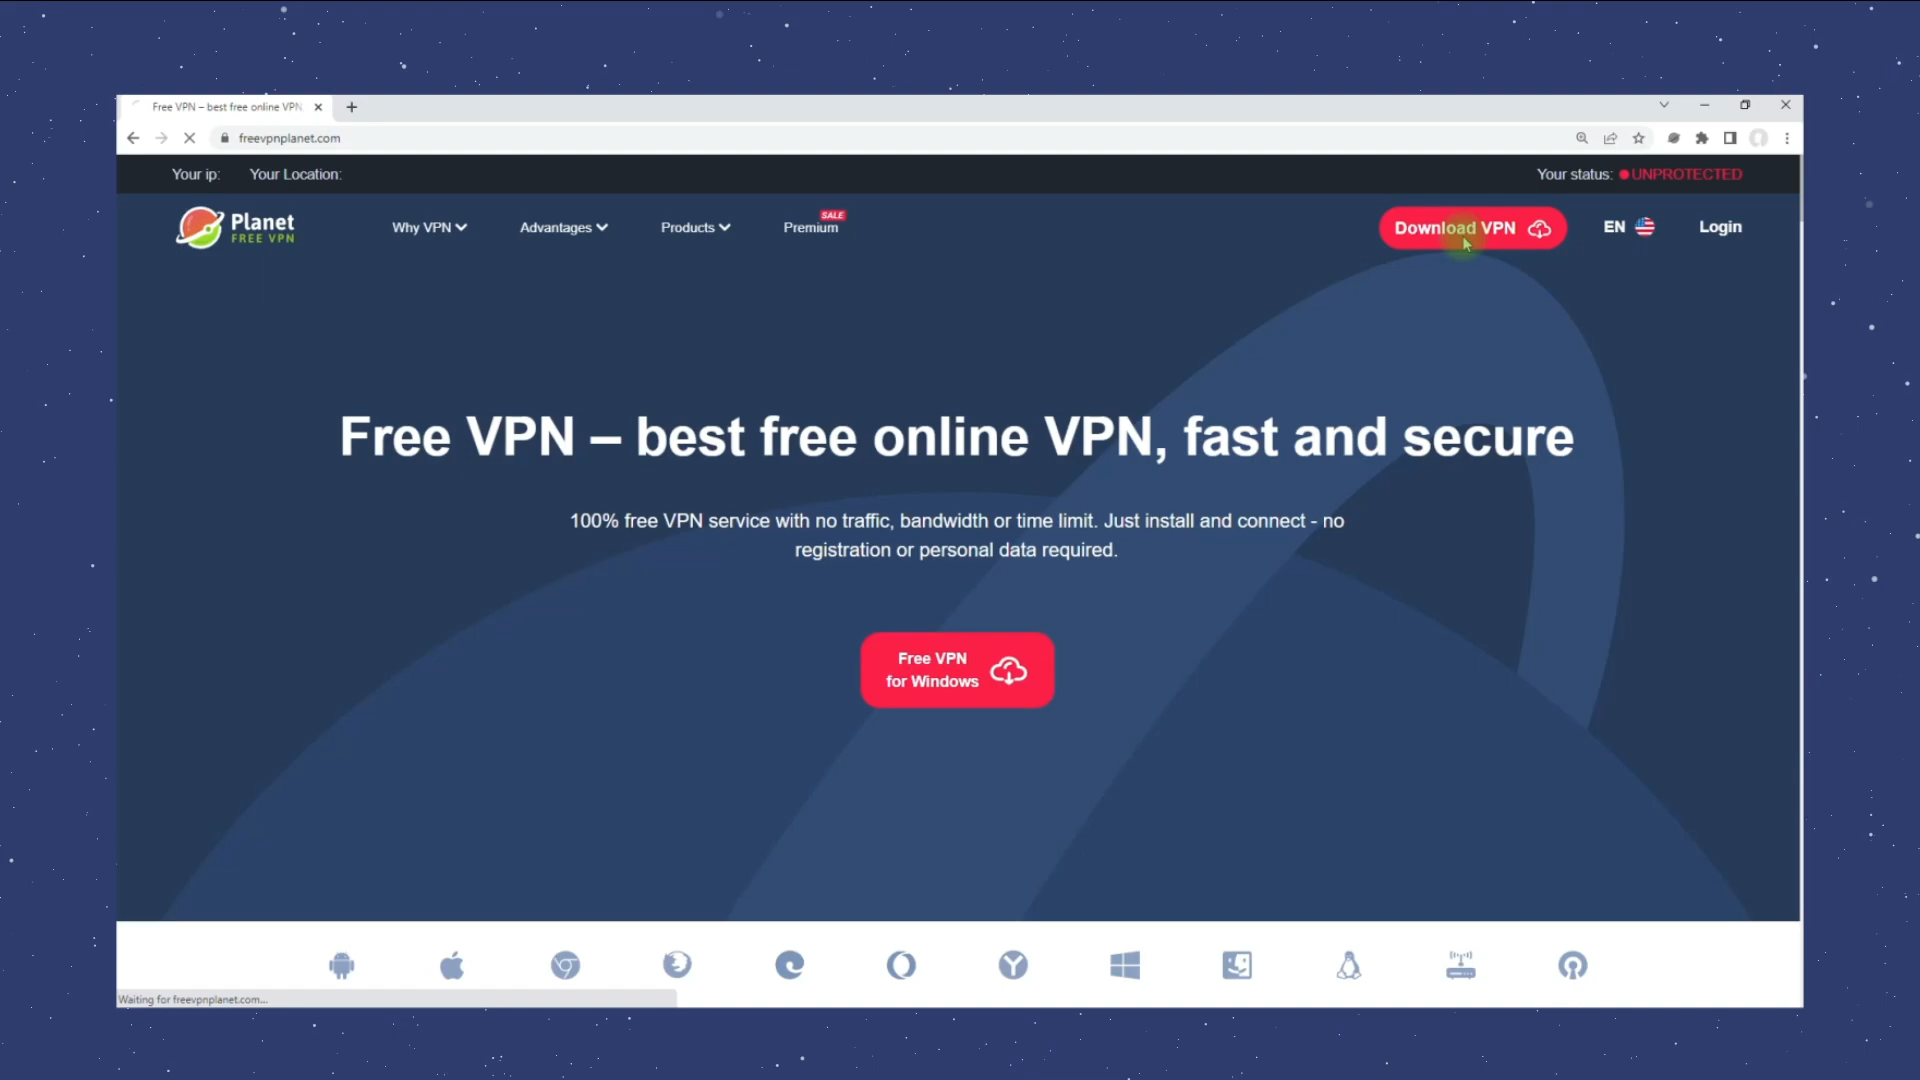 Free VPN – best free online VPN
freevpnplanet.com
Your ip: Your Location: Your status: UNPROTECTED
Planet
FREE VPN
Why VPN Advantages Products Premium SALE Download VPN EN Login
Free VPN – best free online VPN, fast and secure
100% free VPN service with no traffic, bandwidth or time limit. Just install and connect - no
registration or personal data required.
Free VPN
for Windows
Waiting for freevpnplanet.com...